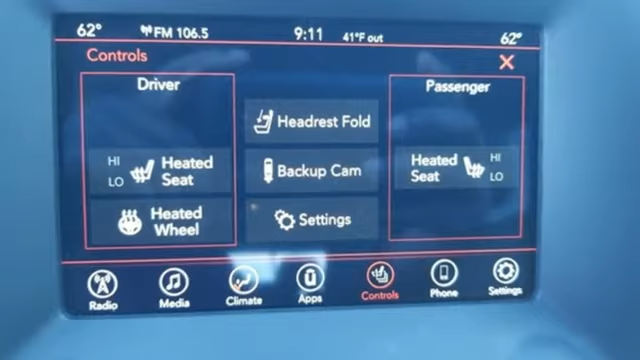 62° FM 106.5 9:11 41°F out 62°
Controls X
Driver
Passenger
Headrest Fold
HI
LO
Heated
Seat
Backup Cam
Heated
Seat
HI
LO
Heated
Wheel
Settings
Radio Media Climate Apps Controls Phone Settings